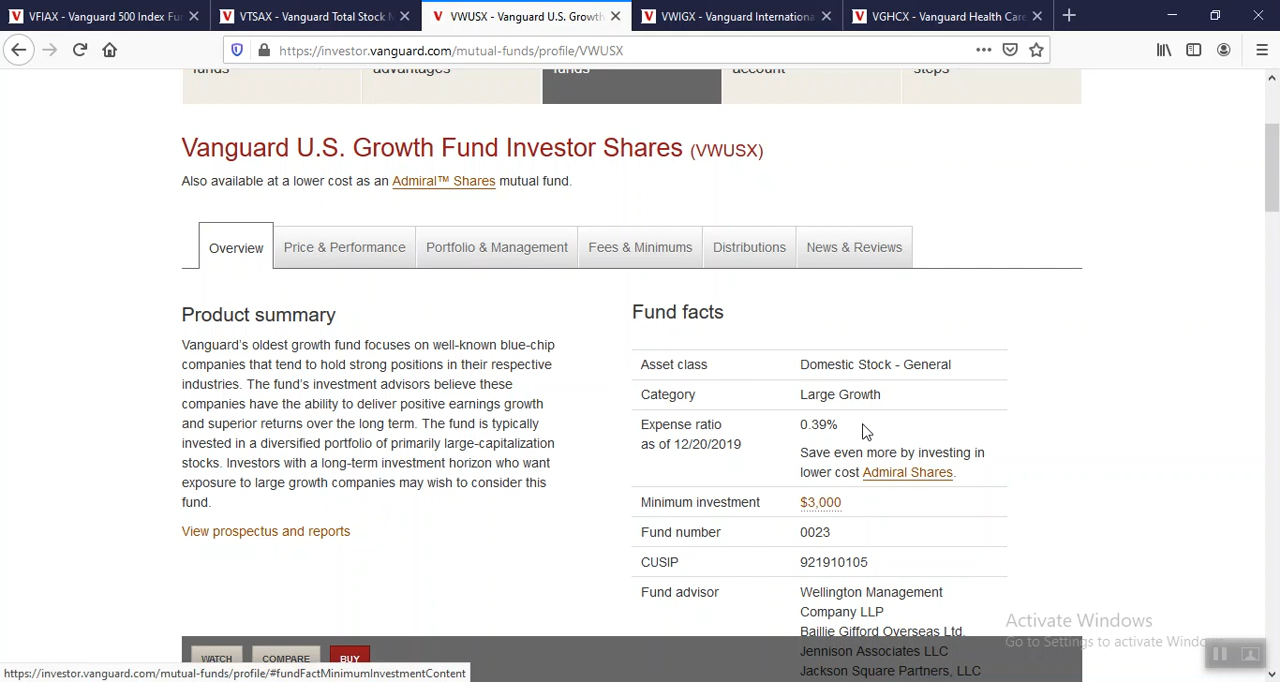 VFIAX - Vanguard 500 Index Fu
VTSAX - Vanguard Total Stock M
VWUSX - Vanguard U.S. Growth
VWIGX - Vanguard Internationa
VGHCX - Vanguard Health Care
https://investor.vanguard.com/mutual-funds/profile/VWUSX
funds
advantages
funds
account
steps
Vanguard U.S. Growth Fund Investor Shares (VWUSX)
Also available at a lower cost as an Admiral™ Shares mutual fund.
Overview
Price & Performance
Portfolio & Management
Fees & Minimums
Distributions
News & Reviews
Product summary
Vanguard's oldest growth fund focuses on well-known blue-chip
companies that tend to hold strong positions in their respective
industries. The fund's investment advisors believe these
companies have the ability to deliver positive earnings growth
and superior returns over the long term. The fund is typically
invested in a diversified portfolio of primarily large-capitalization
stocks. Investors with a long-term investment horizon who want
exposure to large growth companies may wish to consider this
fund.
View prospectus and reports
Fund facts
Asset class Domestic Stock - General
Category Large Growth
Expense ratio 0.39%
as of 12/20/2019
Save even more by investing in
lower cost Admiral Shares.
Minimum investment $3,000
Fund number 0023
CUSIP 921910105
Fund advisor Wellington Management
Company LLP
Baillie Gifford Overseas Ltd.
Jennison Associates LLC
Jackson Square Partners, LLC
WATCH
COMPARE
BUY
Activate Windows
Go to Settings to activate Windo
https://investor.vanguard.com/mutual-funds/profile/#fundFactMinimumInvestmentContent